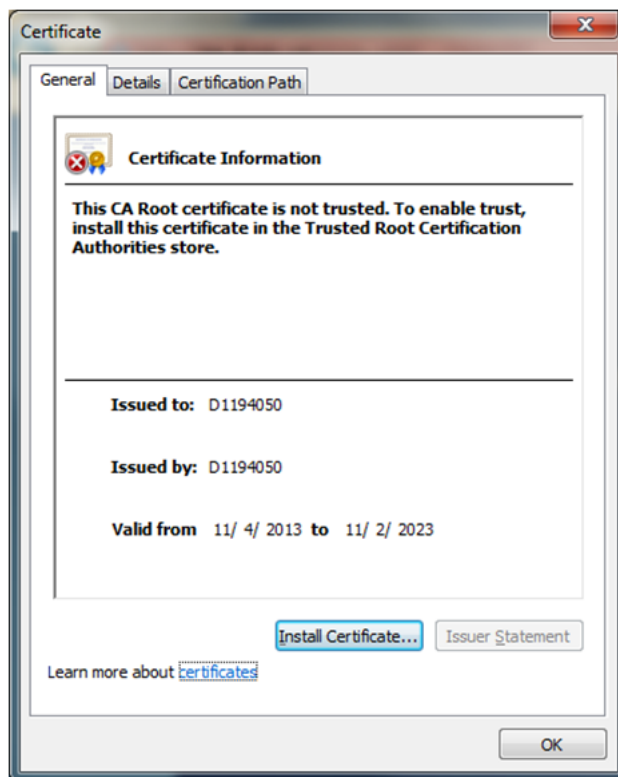 Certificate
General Details Certification Path
Certificate Information
This CA Root certificate is not trusted. To enable trust,
install this certificate in the Trusted Root Certification
Authorities store.
Issued to: D1194050
Issued by: D1194050
Valid from 11/ 4/ 2013 to 11/ 2/ 2023
Install Certificate... Issuer Statement
Learn more about certificates
OK